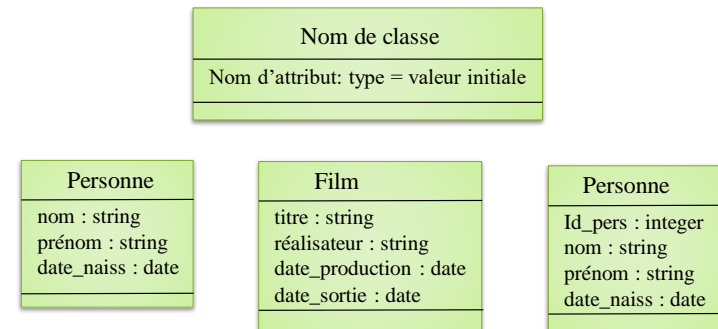 Nom de classe
Nom d'attribut: type = valeur initiale
Personne
nom : string
prénom : string
date_naiss : date
Film
titre : string
réalisateur : string
date_production : date
date_sortie : date
Personne
Id_pers : integer
nom : string
prénom : string
date_naiss : date